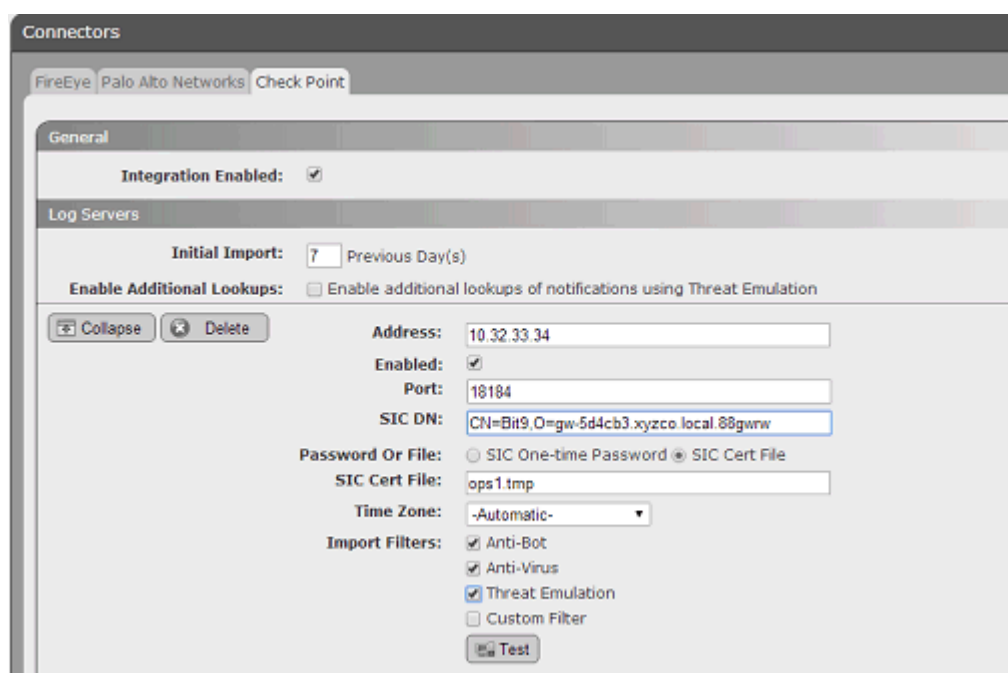 Connectors
FireEye Palo Alto Networks Check Point
General
Integration Enabled:
Log Servers
Initial Import: 7 Previous Day(s)
Enable Additional Lookups: Enable additional lookups of notifications using Threat Emulation
Collapse Delete
Address: 10.32.33.34
Enabled:
Port: 18184
SIC DN: CN=Bit9,O=gw-5d4cb3.xyzco.local.88gwrw
Password Or File: SIC One-time Password SIC Cert File
SIC Cert File: ops1.tmp
Time Zone: -Automatic-
Import Filters: Anti-Bot
Anti-Virus
Threat Emulation
Custom Filter
Test